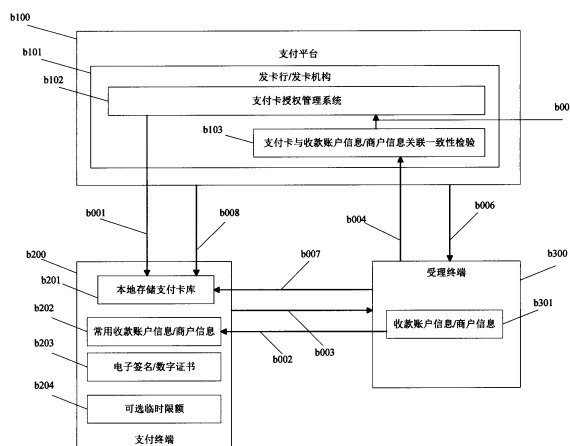 b100
支付平台
b101
发卡行/发卡机构
b102
支付卡授权管理系统
b00
b103
支付卡与收款账户信息/商户信息关联一致性检验
b001
b008
b004
b006
b200
b007
受理终端
b300
b201
本地存储支付卡库
b202
常用收款账户信息/商户信息
b003
收款账户信息/商户信息
b301
b002
b203
电子签名/数字证书
b204
可选临时限额
支付终端